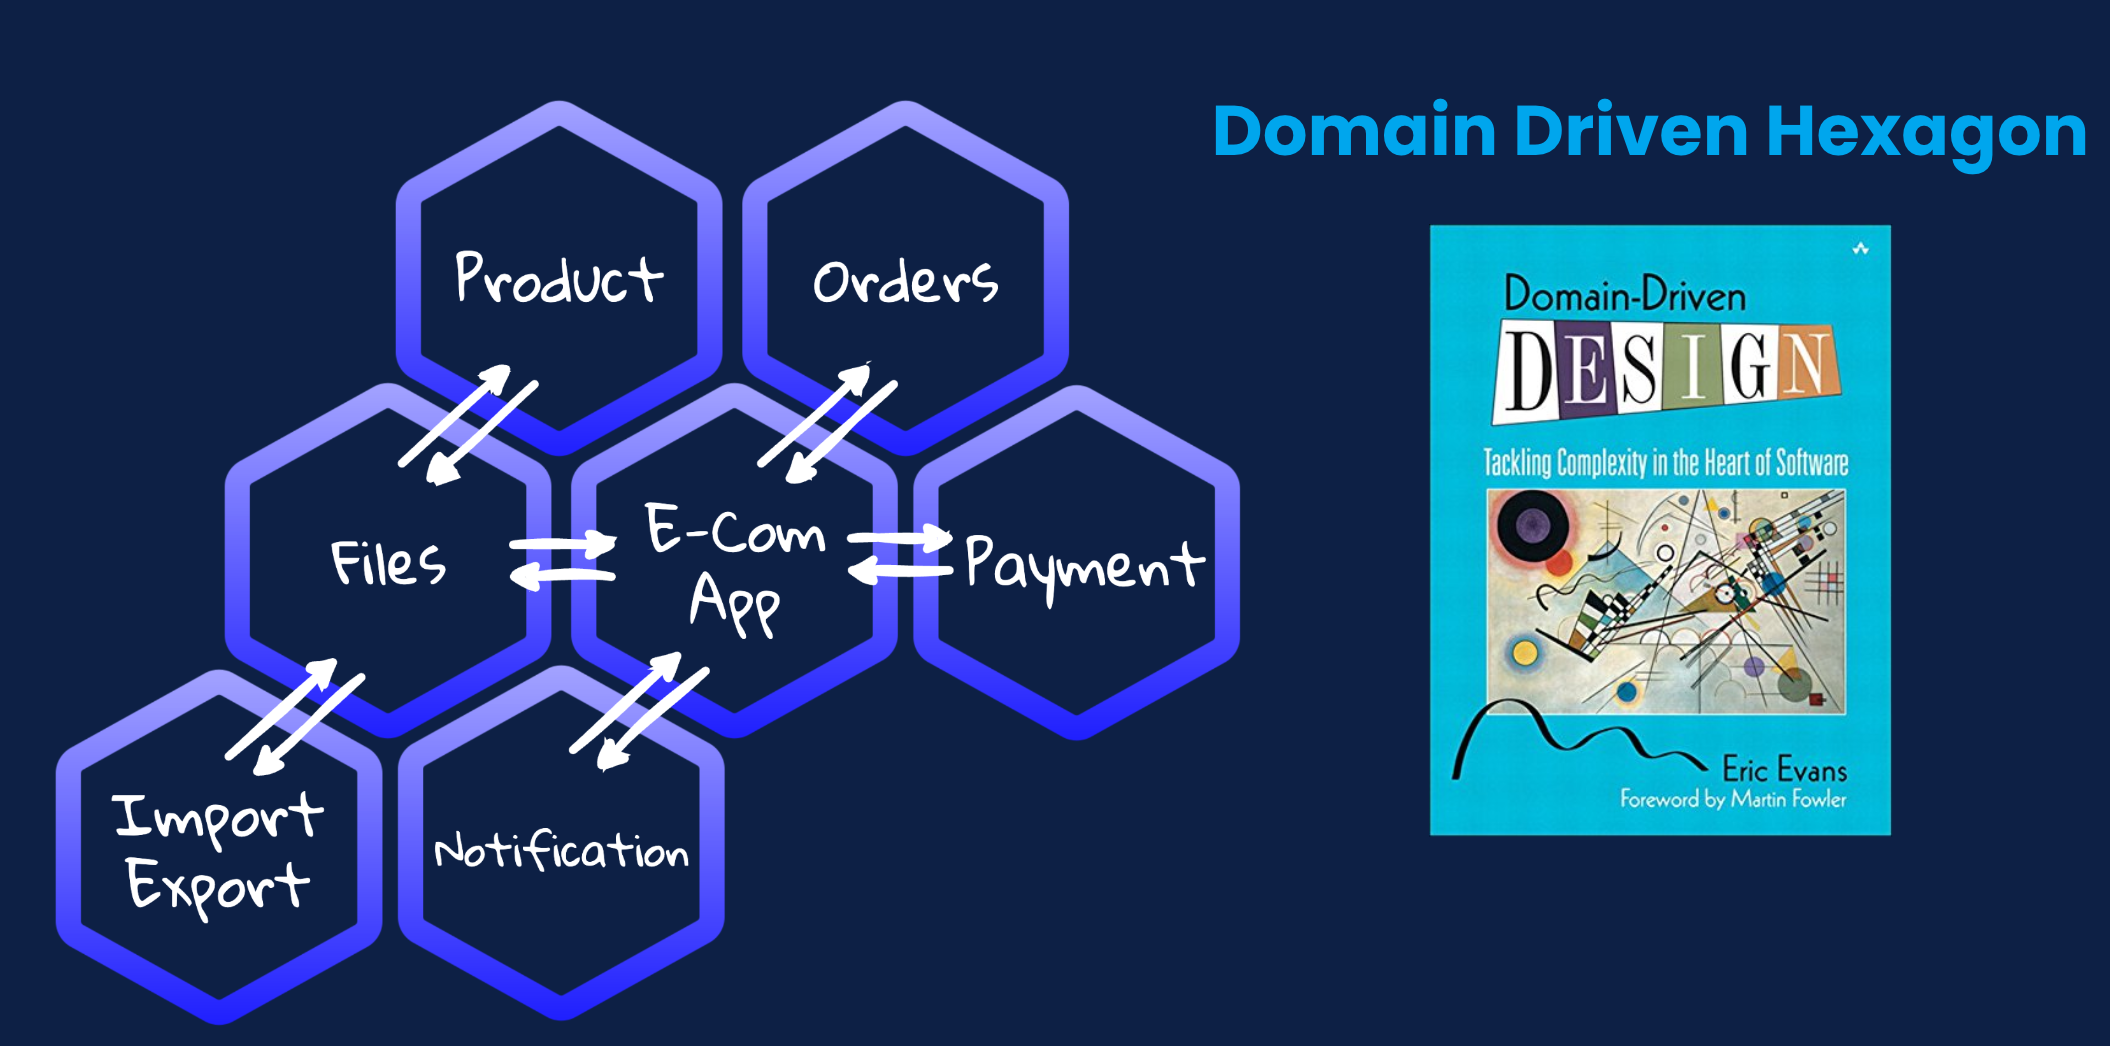 Domain Driven Hexagon
Product
Orders
Files
E-Com
App
Payment
Import
Export
Notification
Domain-Driven
DESIGN
Tackling Complexity in the Heart of Software
Eric Evans
Foreword by Martin Fowler